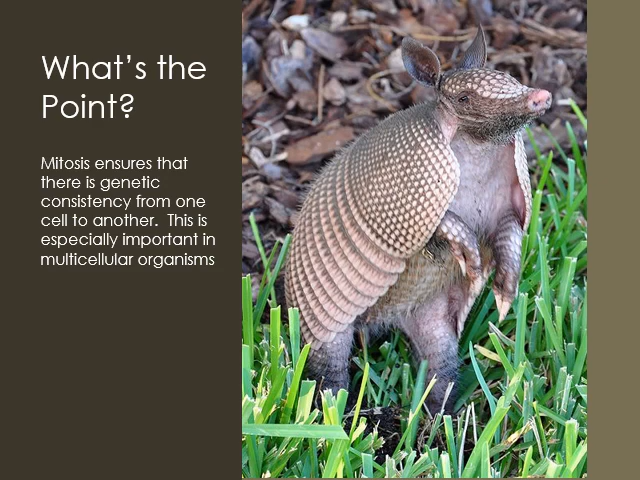 What's the
Point?
Mitosis ensures that
there is genetic
consistency from one
cell to another.  This is
especially important in
multicellular organisms